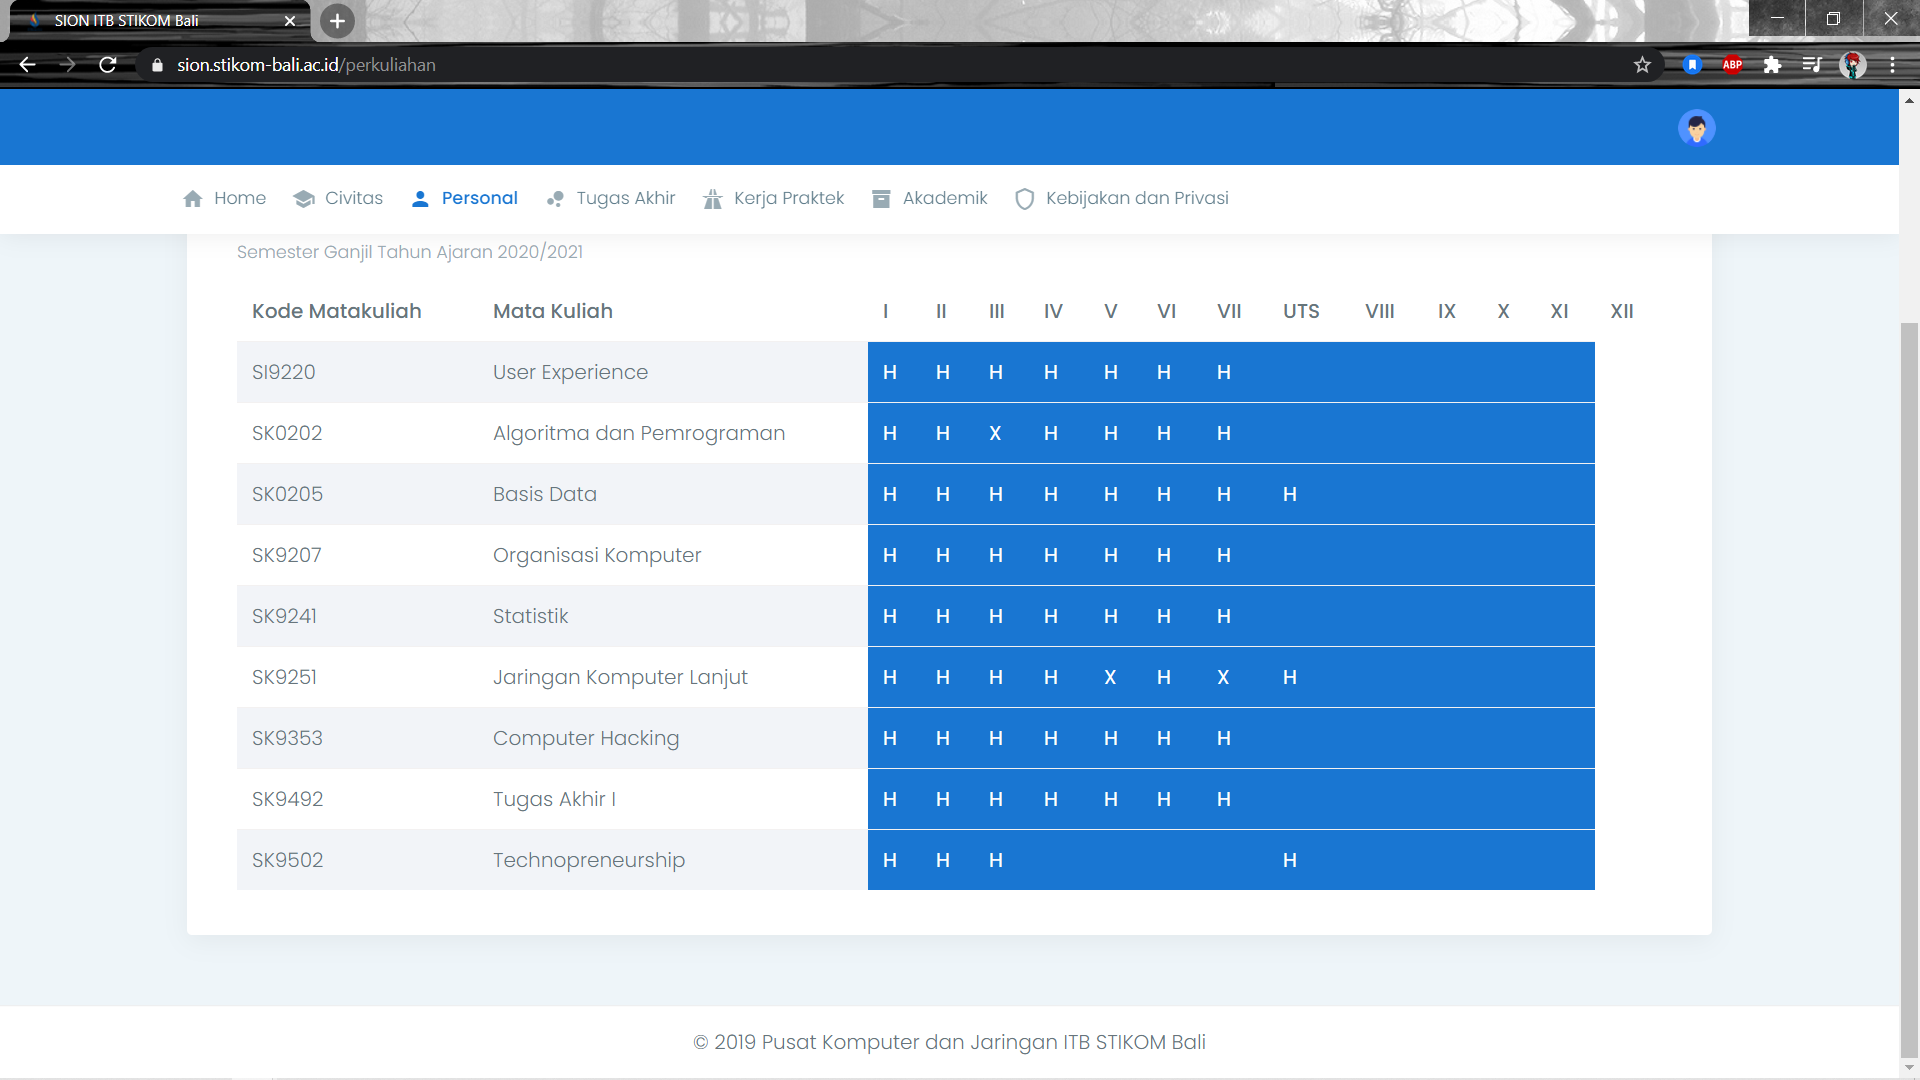 SION ITB STIKOM Bali
sion.stikom-bali.ac.id/perkuliahan
ABP
Home Civitas Personal Tugas Akhir Kerja Praktek Akademik Kebijakan dan Privasi
Semester Ganjil Tahun Ajaran 2020/2021
Kode Matakuliah Mata Kuliah I II III IV V VI VII UTS VIII IX X XI XII
SI9220 User Experience H H H H H H H
SK0202 Algoritma dan Pemrograman H H X H H H H
SK0205 Basis Data H H H H H H H H
SK9207 Organisasi Komputer H H H H H H H
SK9241 Statistik H H H H H H H
SK9251 Jaringan Komputer Lanjut H H H H X H X H
SK9353 Computer Hacking H H H H H H H
SK9492 Tugas Akhir I H H H H H H H
SK9502 Technopreneurship H H H H
© 2019 Pusat Komputer dan Jaringan ITB STIKOM Bali